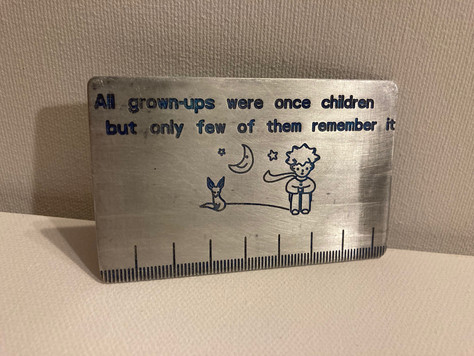 All grown-ups were once children
but only few of them remember it